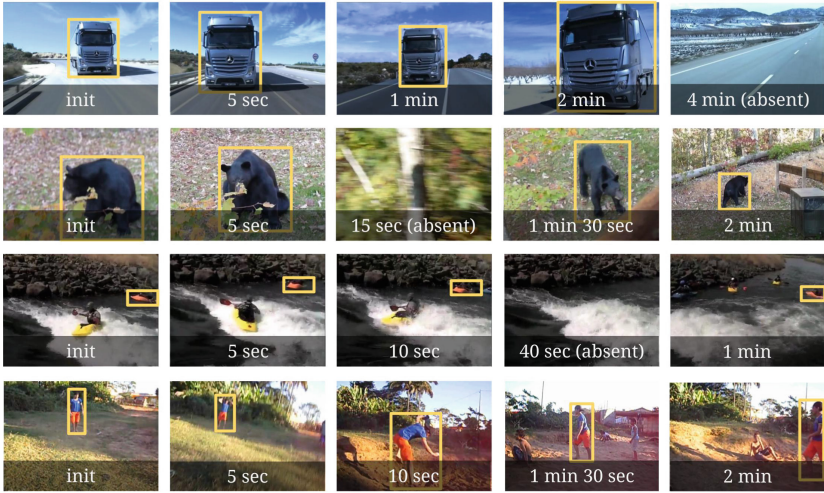 init
5 sec
1 min
2 min
4 min (absent)
init
5 sec
15 sec (absent)
1 min 30 sec
2 min
init
5 sec
10 sec
40 sec (absent)
1 min
init
5 sec
10 sec
1 min 30 sec
2 min